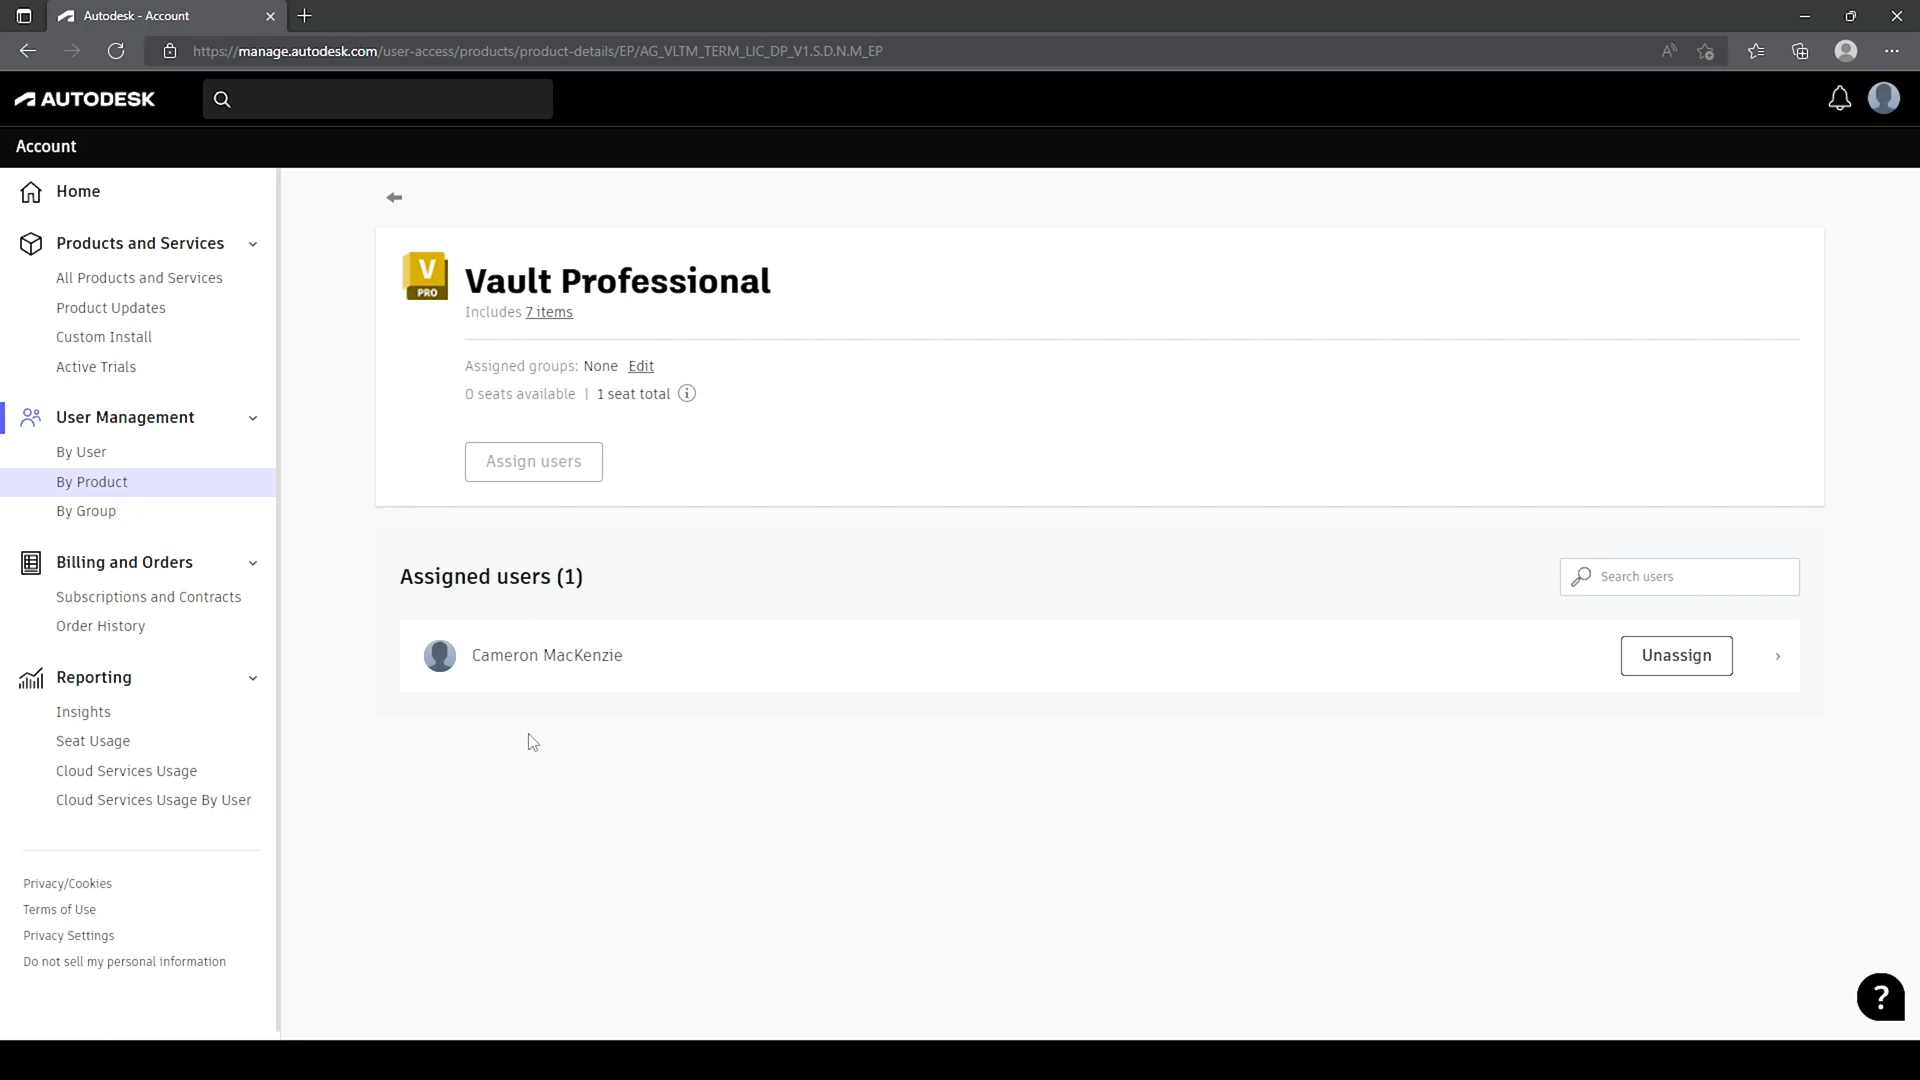 Autodesk - Account
https://manage.autodesk.com/user-access/products/product-details/EP/AG_VLTM_TERM_LIC_DP_V1.S.D.N.M_EP
AUTODESK
Account
Home
Products and Services
All Products and Services
Product Updates
Custom Install
Active Trials
User Management
By User
By Product
By Group
Billing and Orders
Subscriptions and Contracts
Order History
Reporting
Insights
Seat Usage
Cloud Services Usage
Cloud Services Usage By User
Privacy/Cookies
Terms of Use
Privacy Settings
Do not sell my personal information
V
PRO
Vault Professional
Includes 7 items
Assigned groups: None Edit
0 seats available | 1 seat total
Assign users
Assigned users (1)
Search users
Cameron MacKenzie
Unassign
?